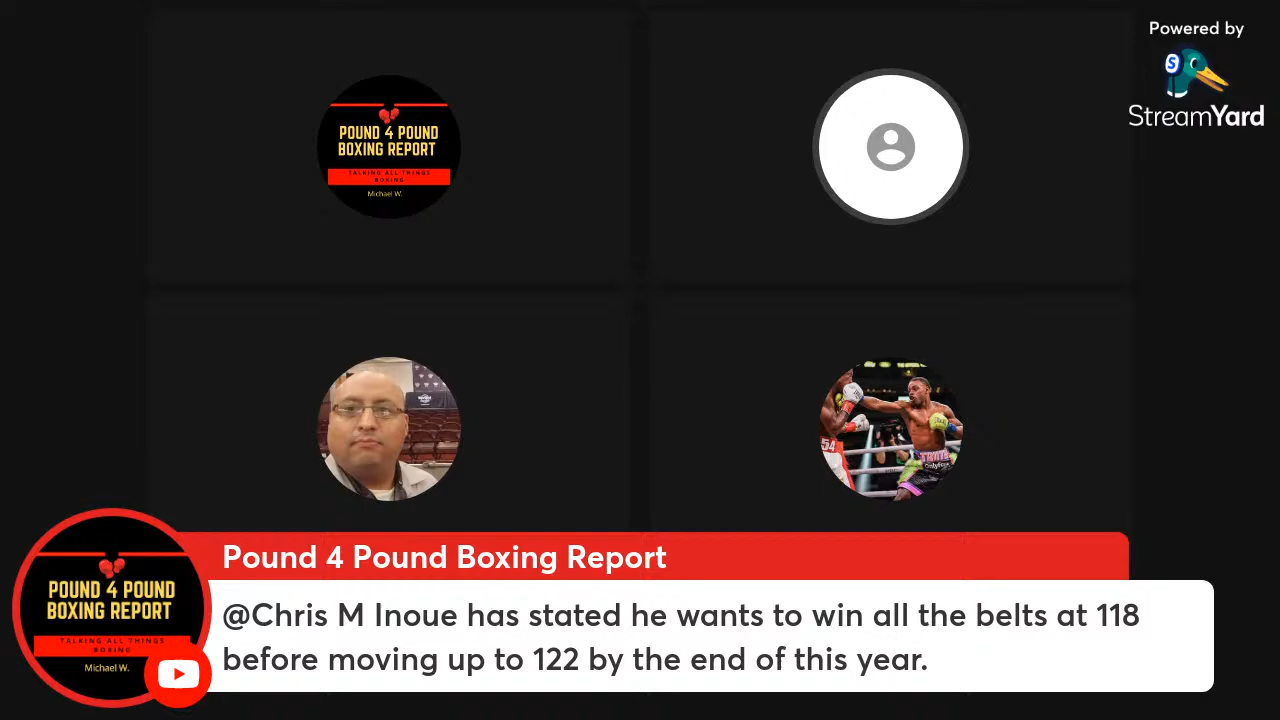 Powered by
StreamYard
POUND 4 POUND
BOXING REPORT
TALKING ALL THINGS
BOXING
Michael W.
54
Pound 4 Pound Boxing Report
@Chris M Inoue has stated he wants to win all the belts at 118
before moving up to 122 by the end of this year.
POUND 4 POUND
BOXING REPORT
TALKING ALL THINGS
BOXING
Michael W.